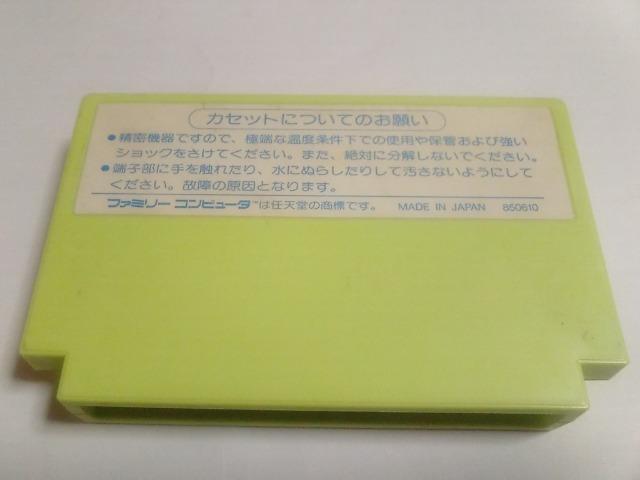 カセットについてのお願い
●精密機器ですので、極端な温度条件下での使用や保管および強い
ショックをさけてください。また、絶対に分解しないでください。
●端子部に手を触れたり、水にぬらしたりして汚さないようにして
ください。故障の原因となります。
ファミリー コンピュータ™は任天堂の商標です。 MADE IN JAPAN 850610